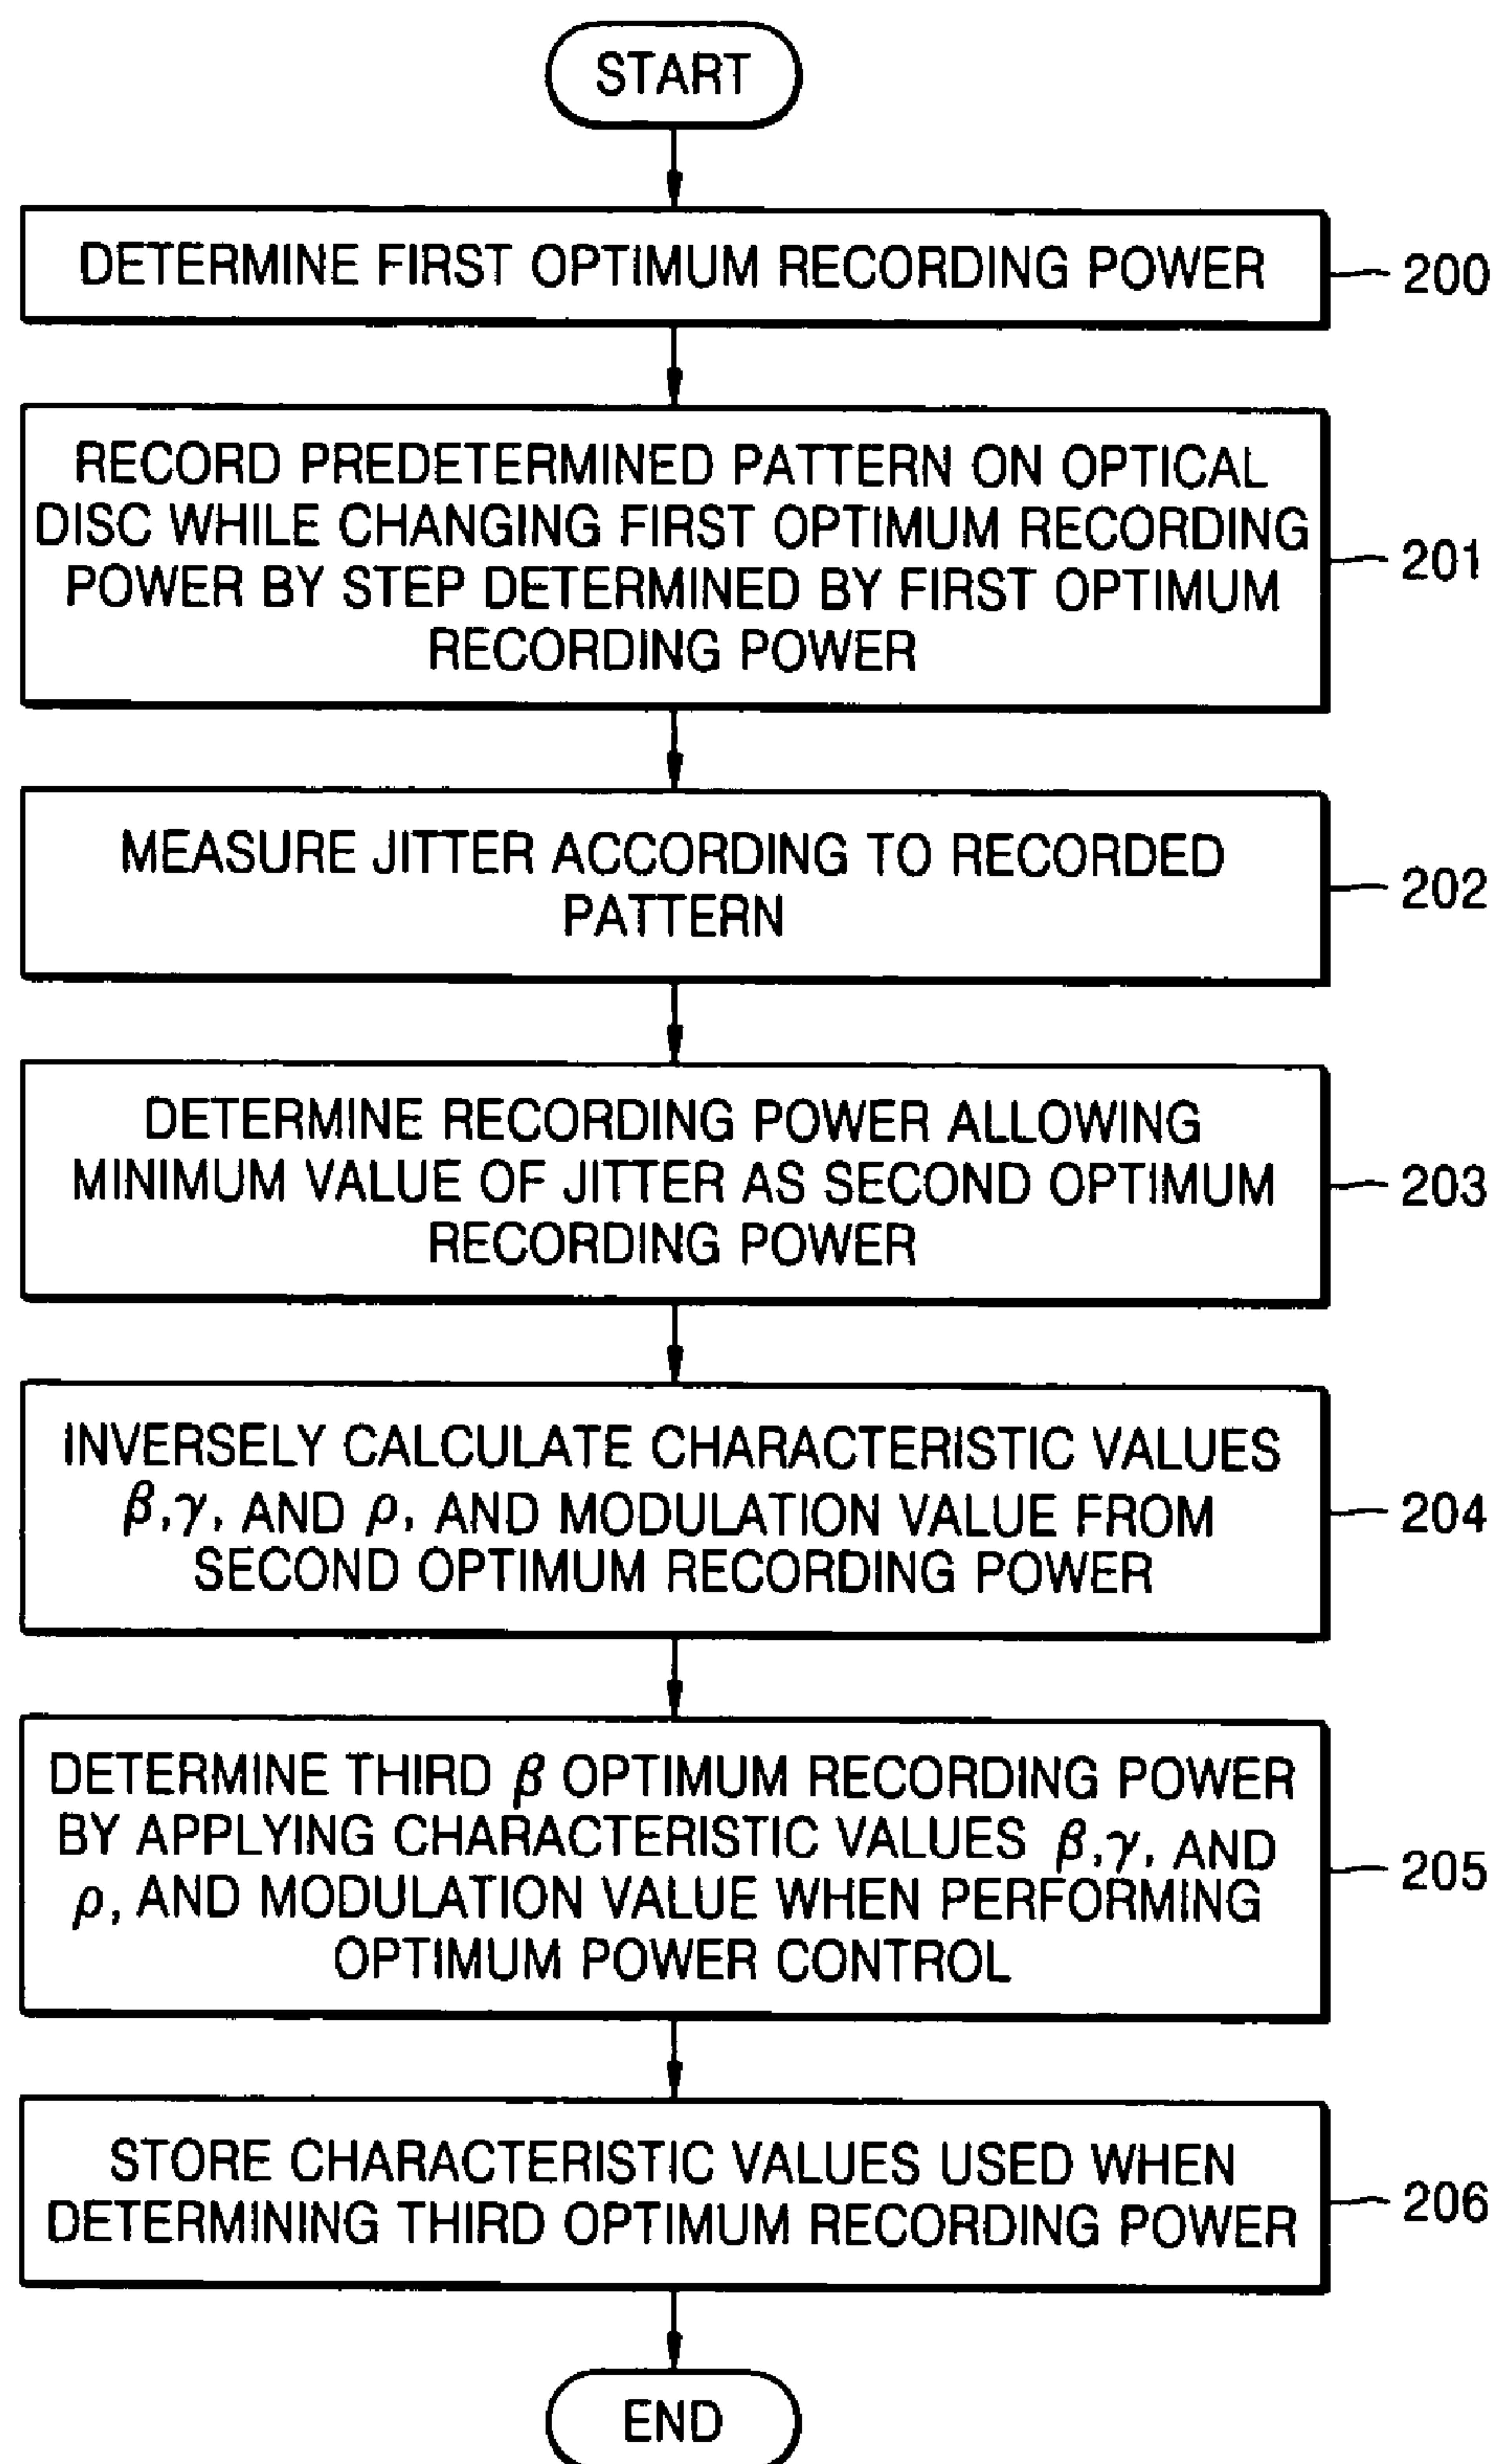 START
DETERMINE FIRST OPTIMUM RECORDING POWER
200
RECORD PREDETERMINED PATTERN ON OPTICAL
DISC WHILE CHANGING FIRST OPTIMUM RECORDING
POWER BY STEP DETERMINED BY FIRST OPTIMUM
RECORDING POWER
201
MEASURE JITTER ACCORDING TO RECORDED
PATTERN
202
DETERMINE RECORDING POWER ALLOWING
MINIMUM VALUE OF JITTER AS SECOND OPTIMUM
RECORDING POWER
203
INVERSELY CALCULATE CHARACTERISTIC VALUES
β,γ, AND ρ, AND MODULATION VALUE FROM
SECOND OPTIMUM RECORDING POWER
204
DETERMINE THIRD β OPTIMUM RECORDING POWER
BY APPLYING CHARACTERISTIC VALUES β,γ, AND
ρ, AND MODULATION VALUE WHEN PERFORMING
OPTIMUM POWER CONTROL
205
STORE CHARACTERISTIC VALUES USED WHEN
DETERMINING THIRD OPTIMUM RECORDING POWER
206
END